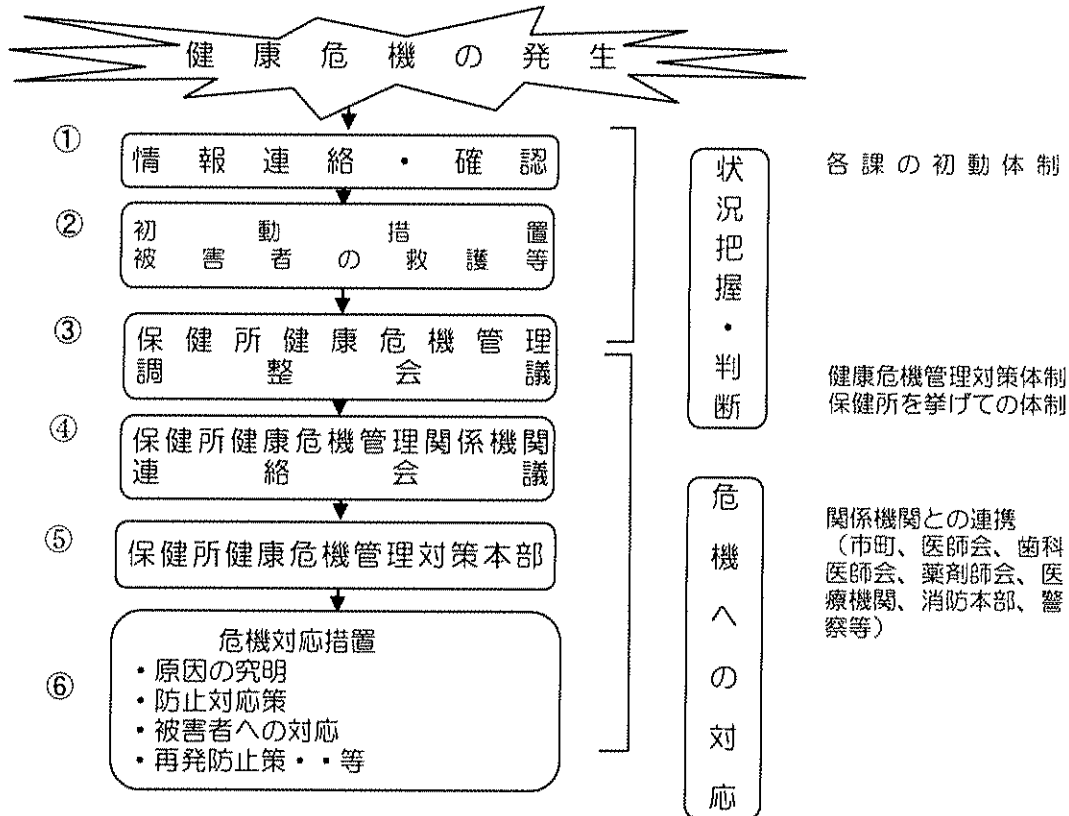 健康危機の発生
①
情報連絡・確認
②
初動措置
被害者の救護等
③
保健所健康危機管理
調整会議
④
保健所健康危機管理関係機関
連絡会議
⑤
保健所健康危機管理対策本部
⑥
危機対応措置
・原因の究明
・防止対応策
・被害者への対応
・再発防止策・・等
状況把握・判断
危機への対応
各課の初動体制
健康危機管理対策体制
保健所を挙げての体制
関係機関との連携
（市町、医師会、歯科
医師会、薬剤師会、医
療機関、消防本部、警
察等）